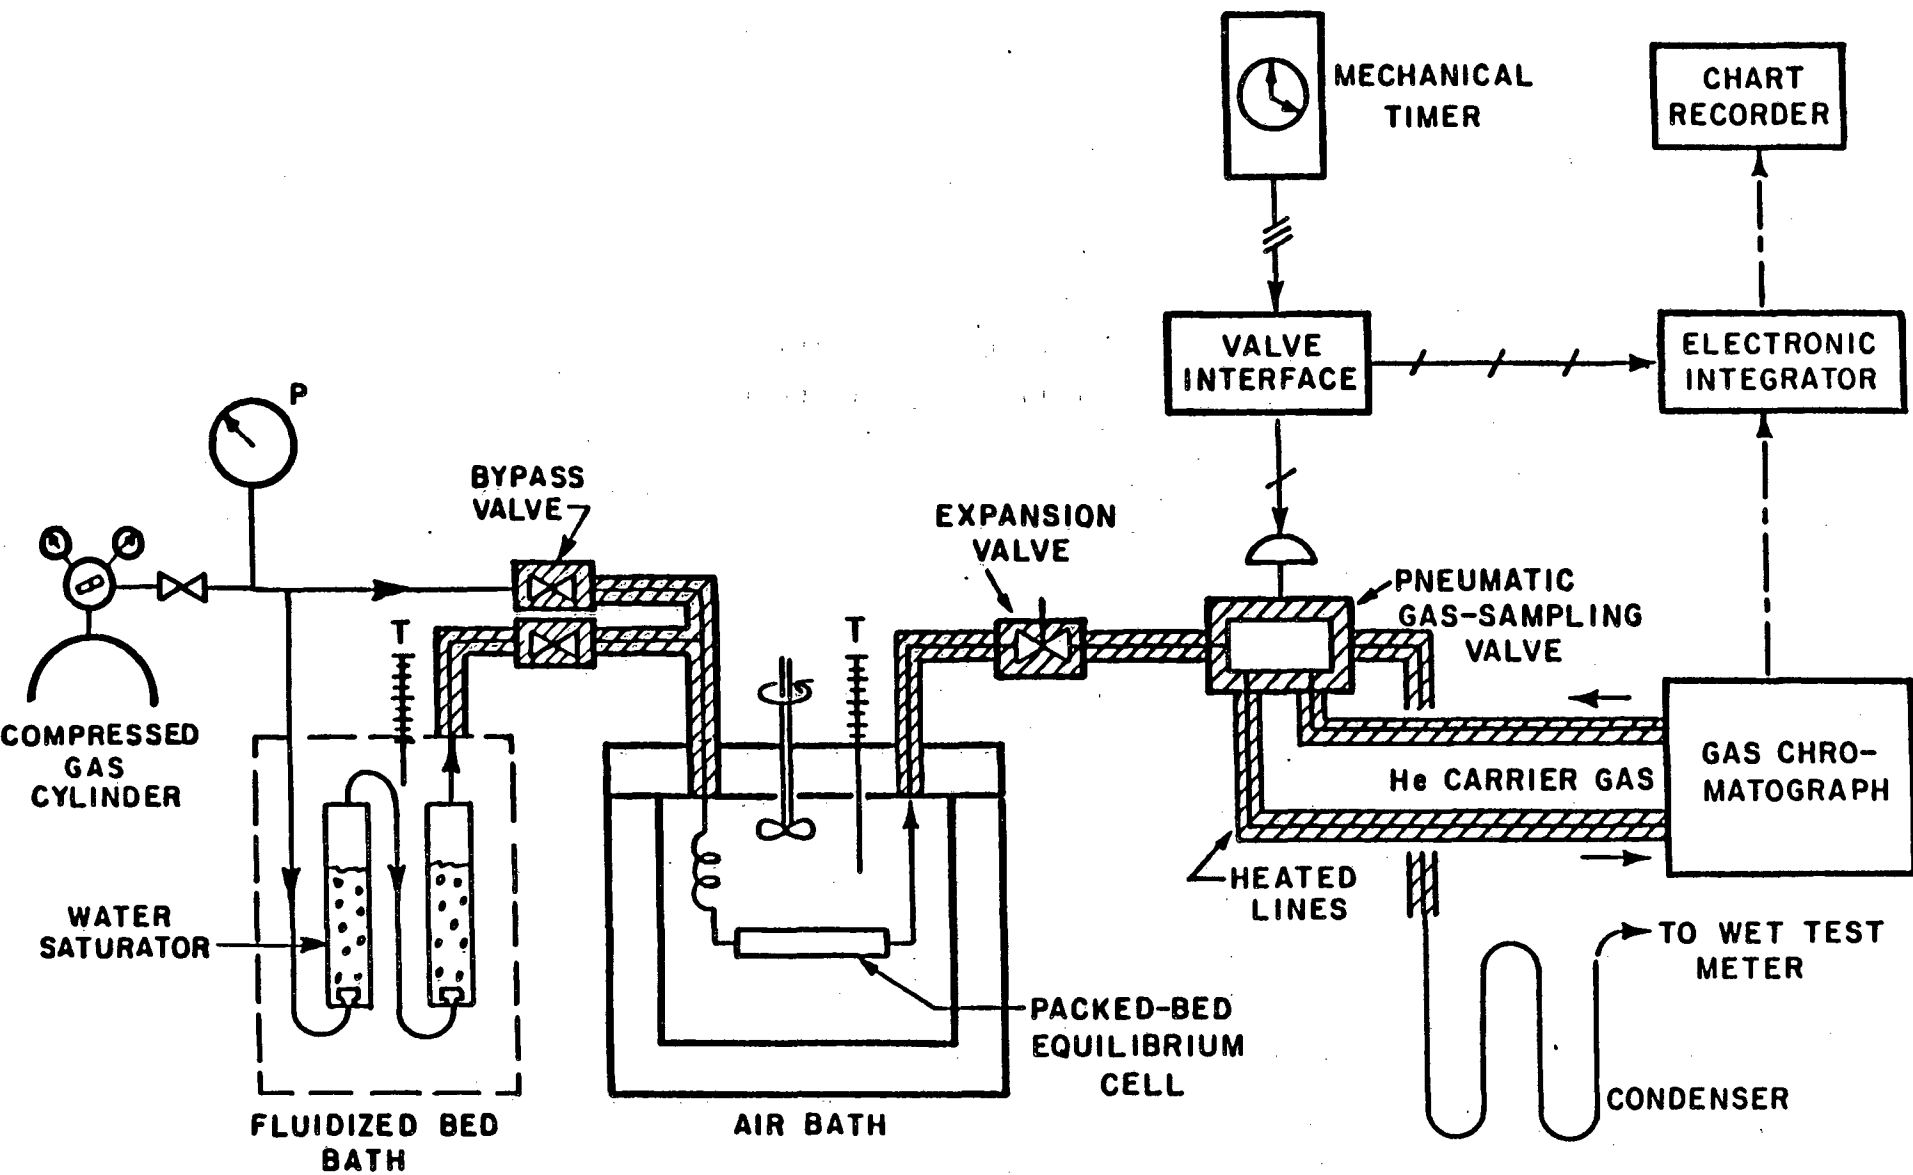 MECHANICAL
TIMER
CHART
RECORDER
VALVE
INTERFACE
ELECTRONIC
INTEGRATOR
P
BYPASS
VALVE
EXPANSION
VALVE
PNEUMATIC
GAS-SAMPLING
VALVE
T
T
COMPRESSED
GAS
CYLINDER
GAS CHRO-
MATOGRAPH
He CARRIER GAS
HEATED
LINES
WATER
SATURATOR
TO WET TEST
METER
PACKED-BED
EQUILIBRIUM
CELL
CONDENSER
FLUIDIZED BED
BATH
AIR BATH